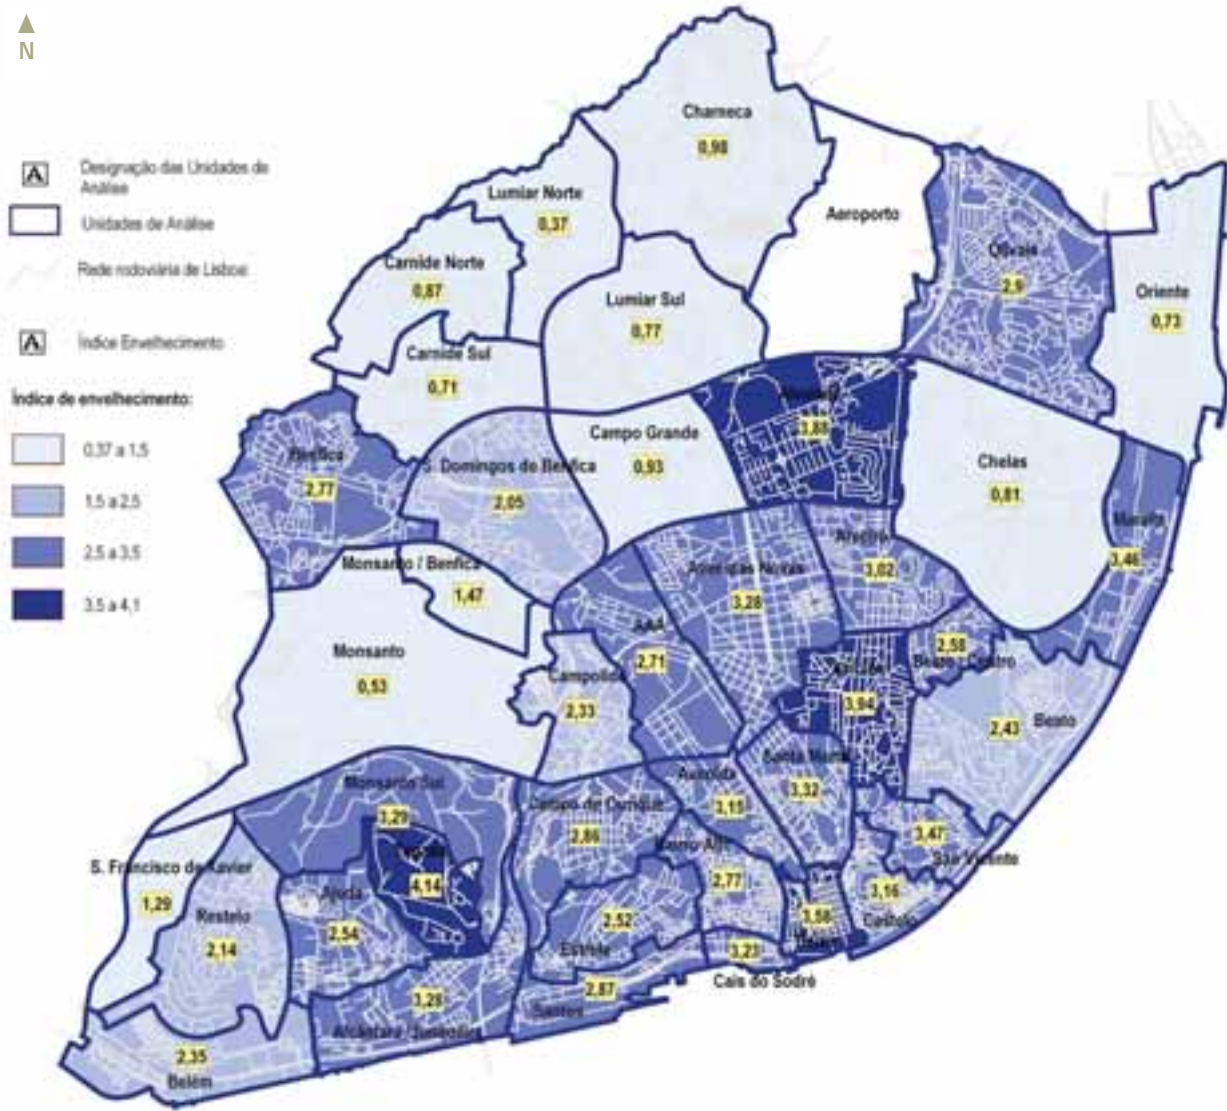 N
A
Designação das Unidades de
Análise
Unidades de Análise
Rede rodoviária de Lisboa
A
Índice Envelhecimento
Índice de envelhecimento:
0,37 a 1,5
1,5 a 2,5
2,5 a 3,5
3,5 a 4,1
Charneca
0,98
Lumiar Norte
0,37
Aeroporto
Carnide Norte
0,87
Olivais
2,9
Lumiar Sul
0,77
Oriente
0,73
Carnide Sul
0,71
3,88
Campo Grande
0,93
Benfica
2,77
S. Domingos de Benfica
2,05
Chelas
0,81
Marvila
3,46
Monsanto / Benfica
1,47
Avenidas Novas
3,28
3,02
Monsanto
0,53
AAA
2,71
Campolide
2,33
2,58
Beato / Centro
3,94
Beato
2,43
Monsanto Sul
3,29
Avenida
3,15
Santa Marta
3,32
Campo de Ourique
2,86
Bairro Alto
2,77
3,47
São Vicente
S. Francisco de Xavier
1,29
4,14
Ajuda
2,54
Restelo
2,14
3,16
Castelo
3,58
2,52
Estrela
3,23
Cais do Sodré
2,87
Santos
3,28
Alcântara / Junqueira
2,35
Belém